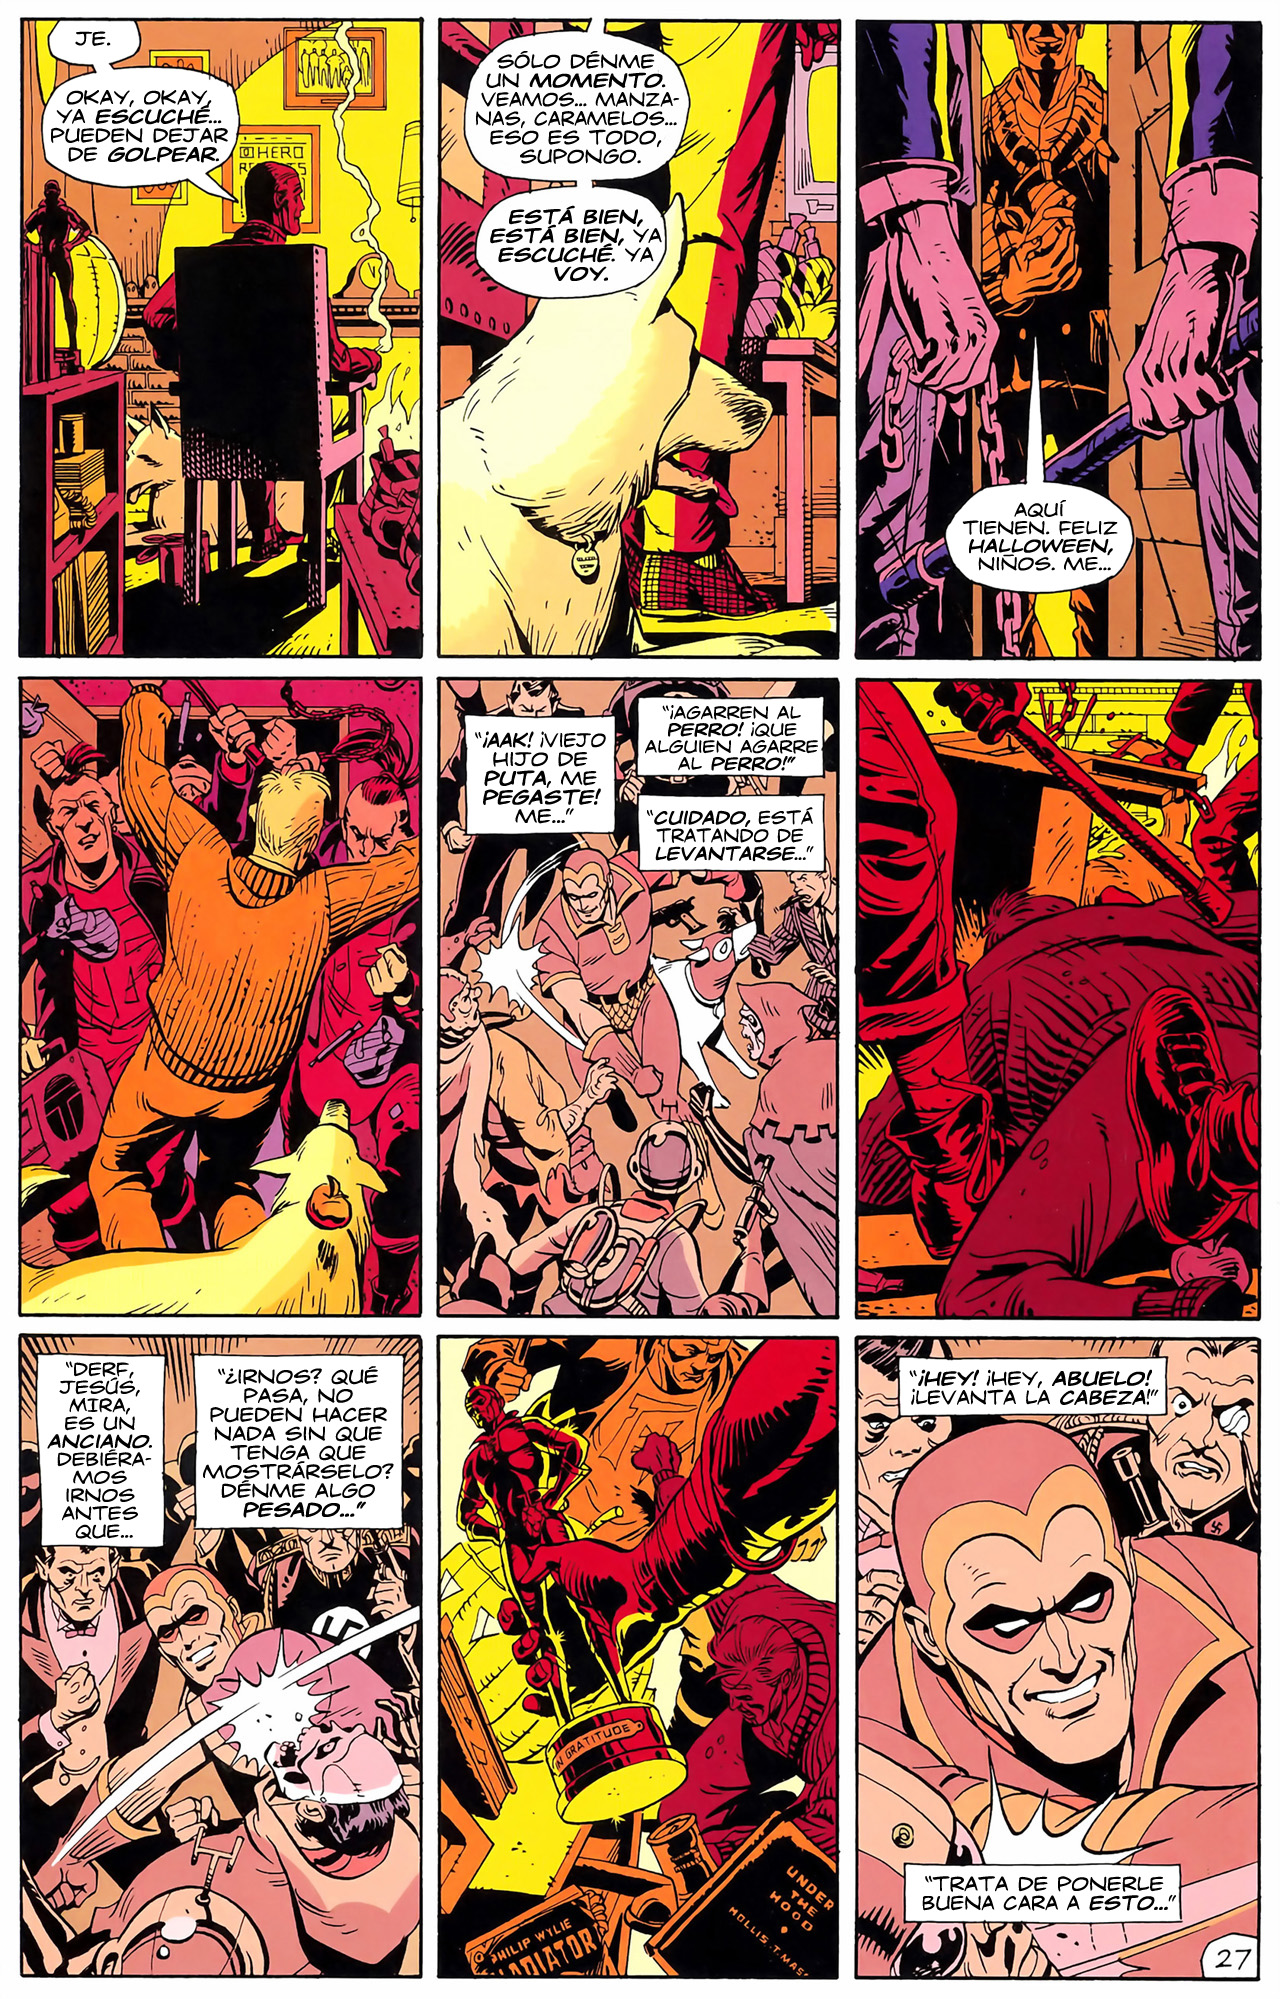 JE.
OKAY, OKAY,
YA ESCUCHÉ...
PUEDEN DEJAR
DE GOLPEAR.
HERO
SÓLO DÉNME
UN MOMENTO.
VEAMOS... MANZA-
NAS, CARAMELOS...
ESO ES TODO,
SUPONGO.
ESTÁ BIEN,
ESTÁ BIEN, YA
ESCUCHÉ. YA
VOY.
AQUÍ
TIENEN. FELIZ
HALLOWEEN,
NIÑOS. ME...
"¡AAK! ¡VIEJO
HIJO DE
PUTA, ME
PEGASTE!
ME..."
"¡AGARREN AL
PERRO! ¡QUE
ALGUIEN AGARRE
AL PERRO!"
"CUIDADO, ESTÁ
TRATANDO DE
LEVANTARSE..."
"DERF,
JESÚS,
MIRA,
ES UN
ANCIANO.
DEBIÉRA-
MOS
IRNOS
ANTES
QUE...
"¿IRNOS? QUÉ
PASA, NO
PUEDEN HACER
NADA SIN QUE
TENGA QUE
MOSTRÁRSELO?
DÉNME ALGO
PESADO..."
IN GRATITUDE
PHILIP WYLIE
GLADIATOR
UNDER
THE
HOOD
HOLLIS.T.MAS
"¡HEY! ¡HEY, ABUELO!
¡LEVANTA LA CABEZA!"
"TRATA DE PONERLE
BUENA CARA A ESTO..."
27